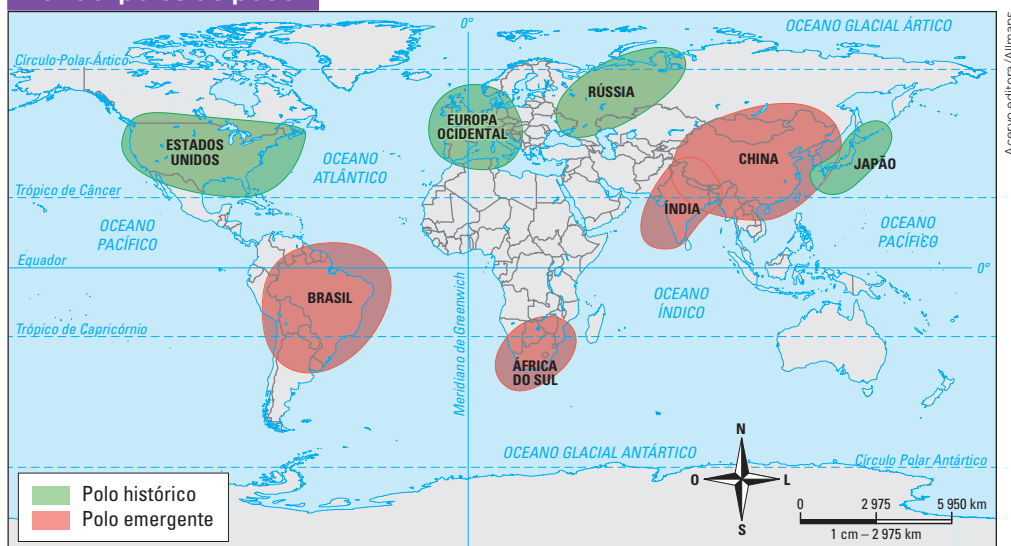 OCEANO GLACIAL ÁRTICO
0°
Círculo Polar Ártico
RÚSSIA
EUROPA
OCIDENTAL
ESTADOS
UNIDOS
OCEANO
ATLÂNTICO
CHINA
JAPÃO
Trópico de Câncer
OCEANO
PACÍFICO
ÍNDIA
OCEANO
PACÍFICO
Equador
0°
BRASIL
OCEANO
ÍNDICO
Trópico de Capricórnio
Meridiano de Greenwich
ÁFRICA
DO SUL
OCEANO GLACIAL ANTÁRTICO
Círculo Polar Antártico
N
O
L
S
Polo histórico
Polo emergente
0 2 975 5 950 km
1 cm – 2 975 km
Acervo editora/Allmaps